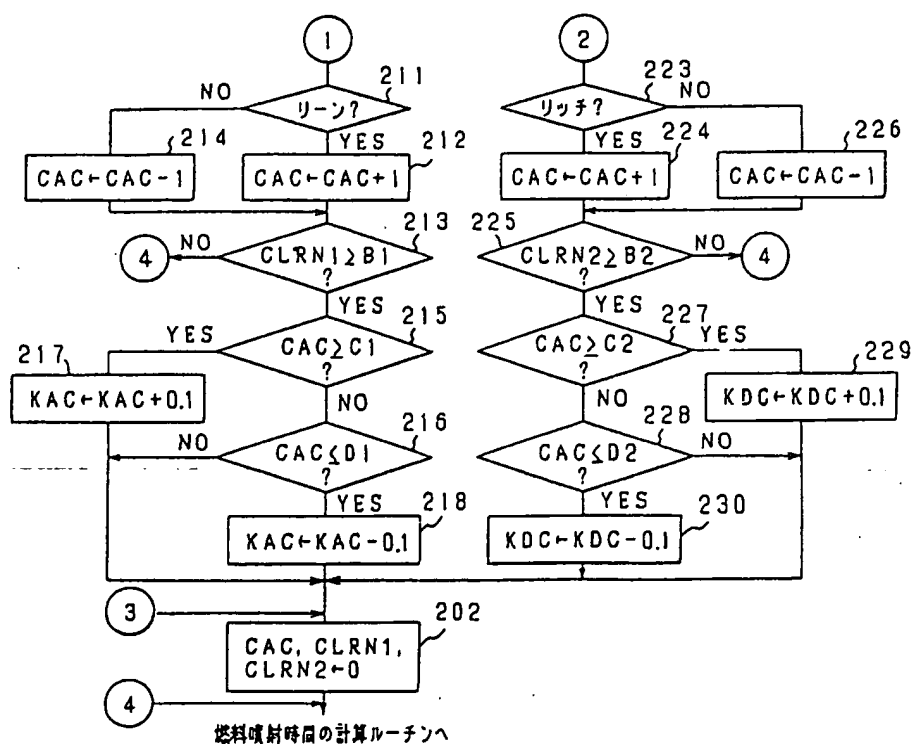 1
2
リーン?
211
NO
YES
リッチ?
223
NO
YES
214
CAC←CAC-1
212
CAC←CAC+1
224
CAC←CAC+1
226
CAC←CAC-1
213
CLRN1≧B1
?
NO
4
YES
225
CLRN2≧B2
?
NO
4
YES
215
CAC≧C1
?
YES
NO
227
CAC≧C2
?
YES
NO
217
KAC←KAC+0.1
229
KDC←KDC+0.1
216
CAC≦D1
?
NO
YES
228
CAC≦D2
?
NO
YES
218
KAC←KAC-0.1
230
KDC←KDC-0.1
3
202
CAC, CLRN1,
CLRN2←0
4
燃料噴射時間の計算ルーチンへ